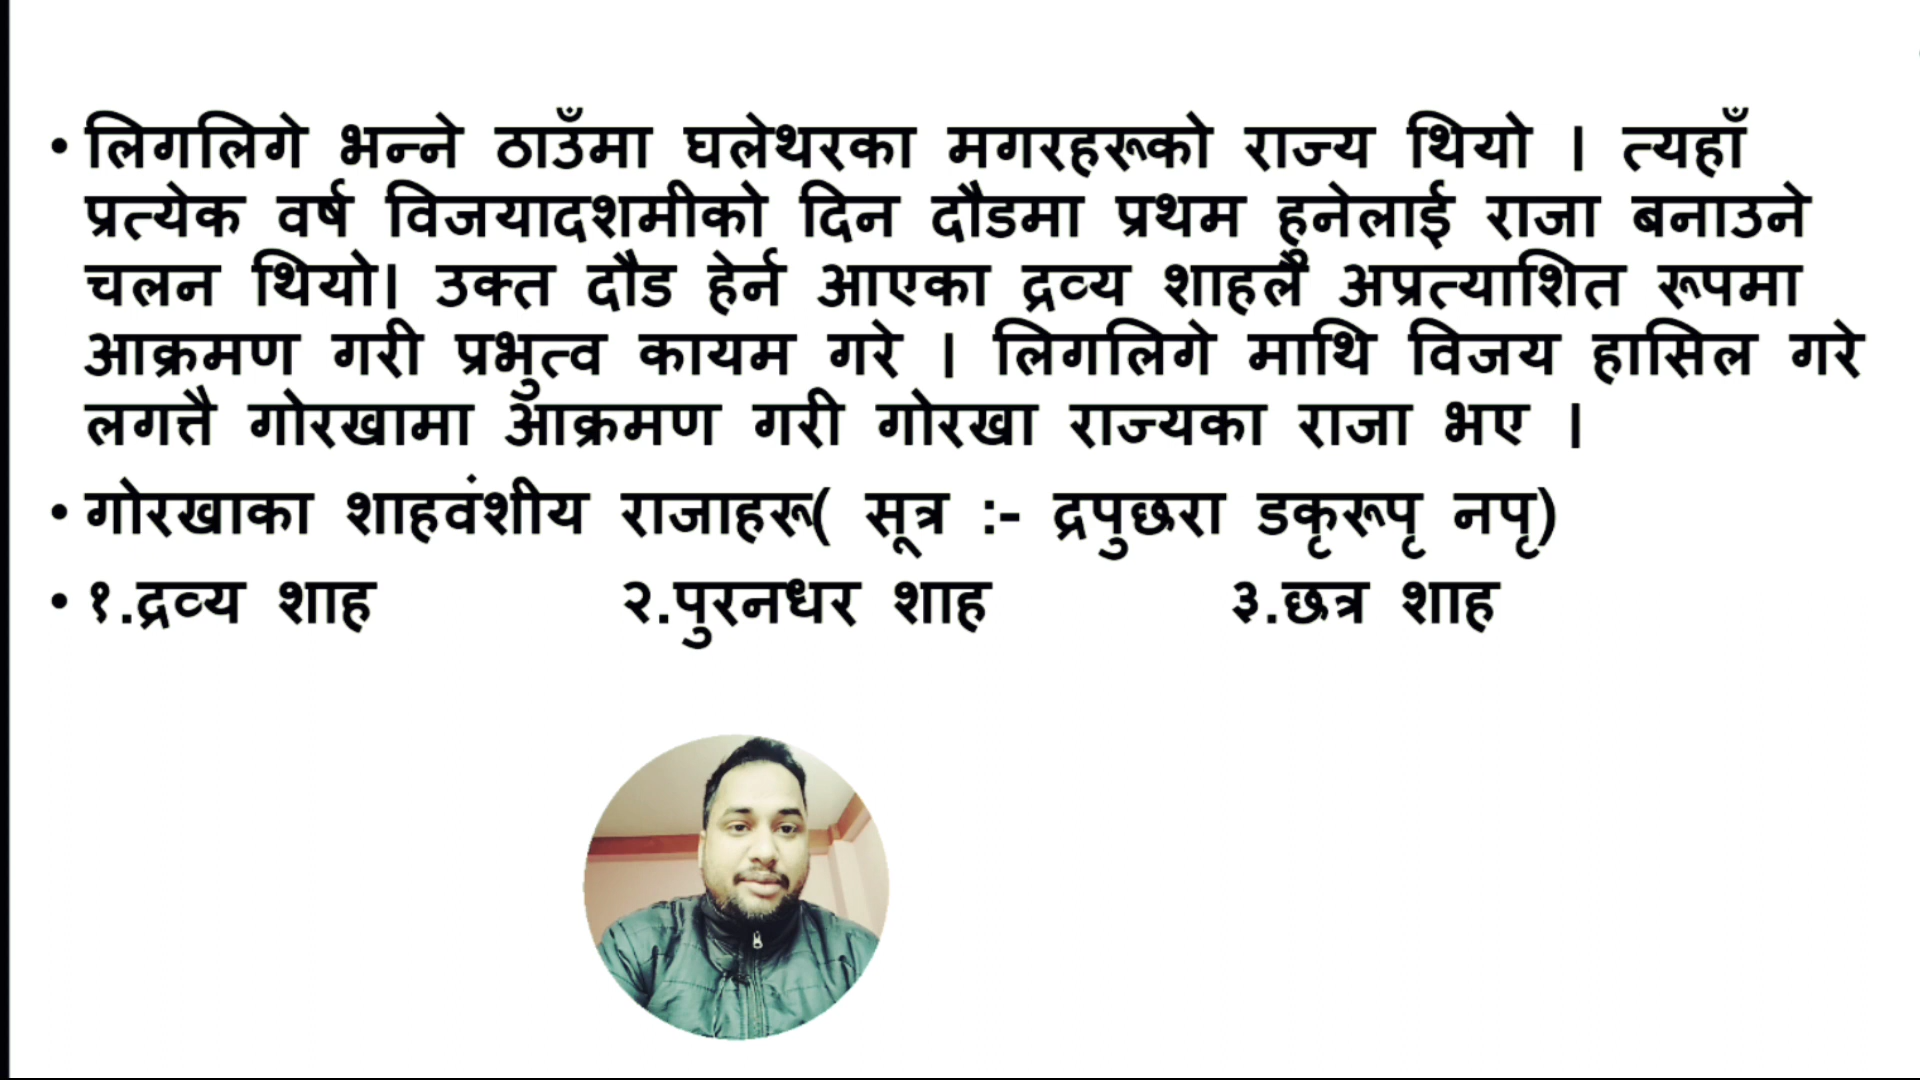 • लिगलिगे भन्ने ठाउँमा घलेथरका मगरहरूको राज्य थियो । त्यहाँ
प्रत्येक वर्ष विजयादशमीको दिन दौडमा प्रथम हुनेलाई राजा बनाउने
चलन थियो। उक्त दौड हेर्न आएका द्रव्य शाहले अप्रत्याशित रूपमा
आक्रमण गरी प्रभुत्व कायम गरे । लिगलिगे माथि विजय हासिल गरे
लगत्तै गोरखामा आक्रमण गरी गोरखा राज्यका राजा भए ।
• गोरखाका शाहवंशीय राजाहरू( सूत्र :- द्रपुछरा डकृरूपृ नपृ)
• १.द्रव्य शाह २.पुरनधर शाह ३.छत्र शाह